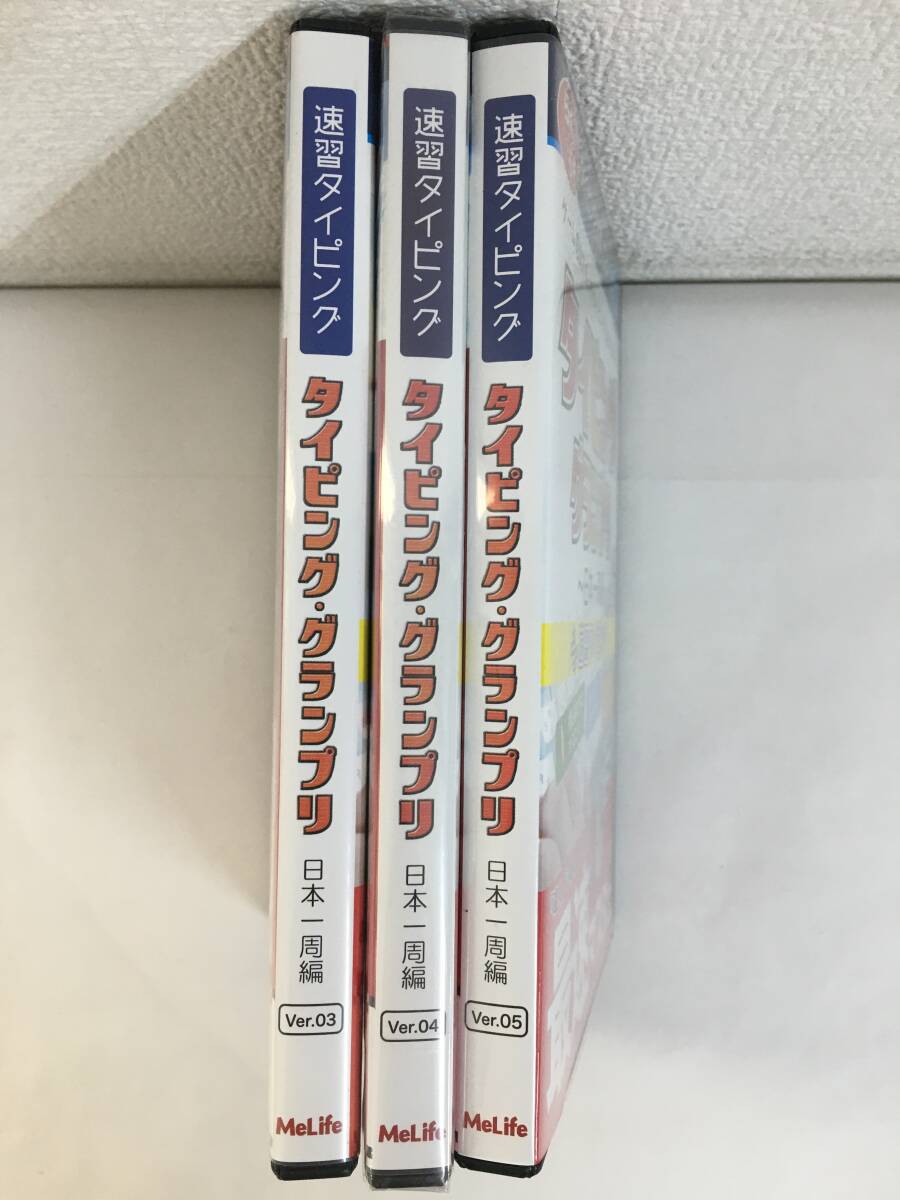 速習タイピング
タイピング・グランプリ
日本一周編
Ver.03
MeLife
速習タイピング
タイピング・グランプリ
日本一周編
Ver.04
MeLife
速習タイピング
タイピング・グランプリ
日本一周編
Ver.05
MeLife